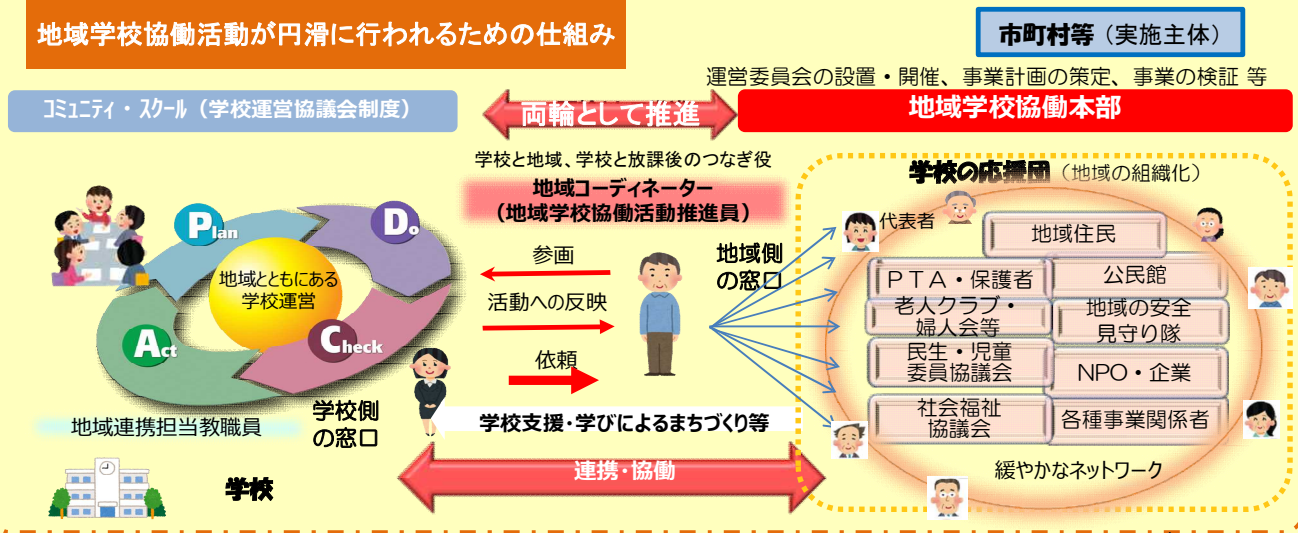 地域学校協働活動が円滑に行われるための仕組み
市町村等（実施主体）
運営委員会の設置・開催、事業計画の策定、事業の検証 等
コミュニティ・スクール（学校運営協議会制度）
両輪として推進
地域学校協働本部
学校と地域、学校と放課後のつなぎ役
地域コーディネーター
（地域学校協働活動推進員）
学校の応援団（地域の組織化）
Plan
Do
Check
Act
地域とともにある
学校運営
参画
活動への反映
依頼
地域側
の窓口
代表者
地域住民
ＰＴＡ・保護者
公民館
老人クラブ・
婦人会等
地域の安全
見守り隊
民生・児童
委員協議会
NPO・企業
社会福祉
協議会
各種事業関係者
緩やかなネットワーク
地域連携担当教職員
学校側
の窓口
学校支援・学びによるまちづくり等
連携・協働
学校